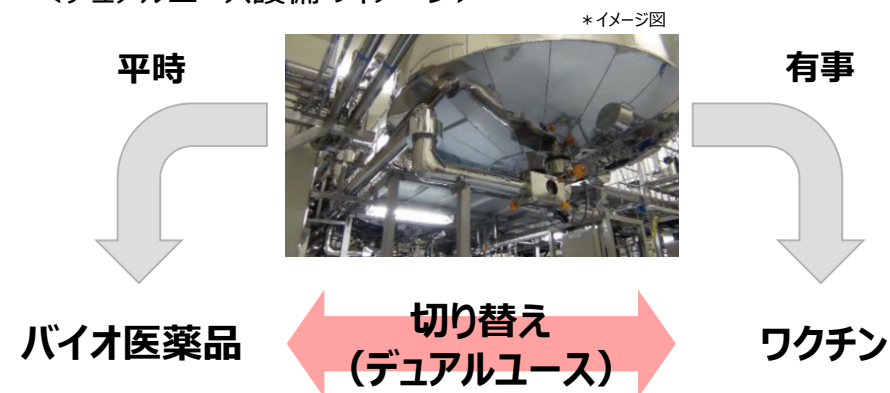 ＊イメージ図
平時
有事
バイオ医薬品
切り替え
（デュアルユース）
ワクチン